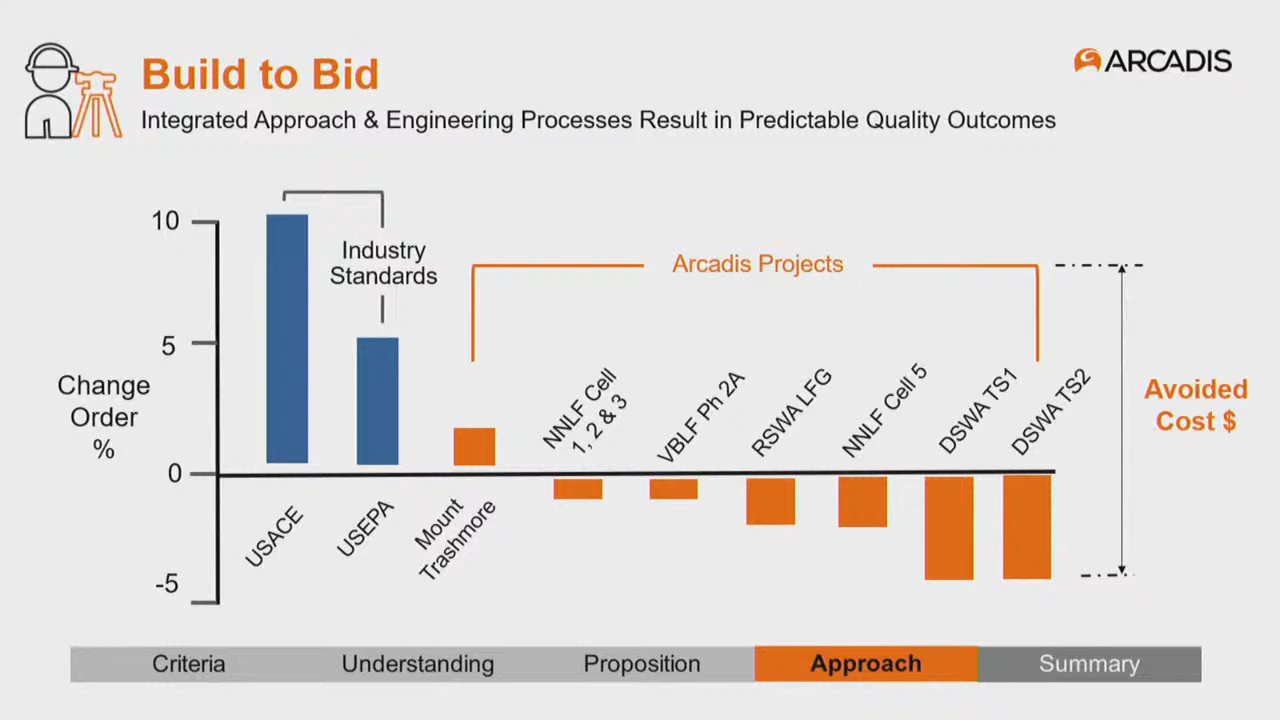 Build to Bid
ARCADIS
Integrated Approach & Engineering Processes Result in Predictable Quality Outcomes
10
5
0
-5
Change
Order
%
Industry
Standards
Arcadis Projects
USACE
USEPA
Mount
Trashmore
NNLF Cell
1, 2 & 3
VBLF Ph 2A
RSWA LFG
NNLF Cell 5
DSWA TS1
DSWA TS2
Avoided
Cost $
Criteria
Understanding
Proposition
Approach
Summary